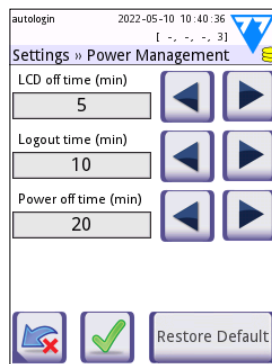 autologin 2022-05-10 10:40:36
[ -, -, -, 3]
Settings » Power Management
LCD off time (min)
5
Logout time (min)
10
Power off time (min)
20
Restore Default